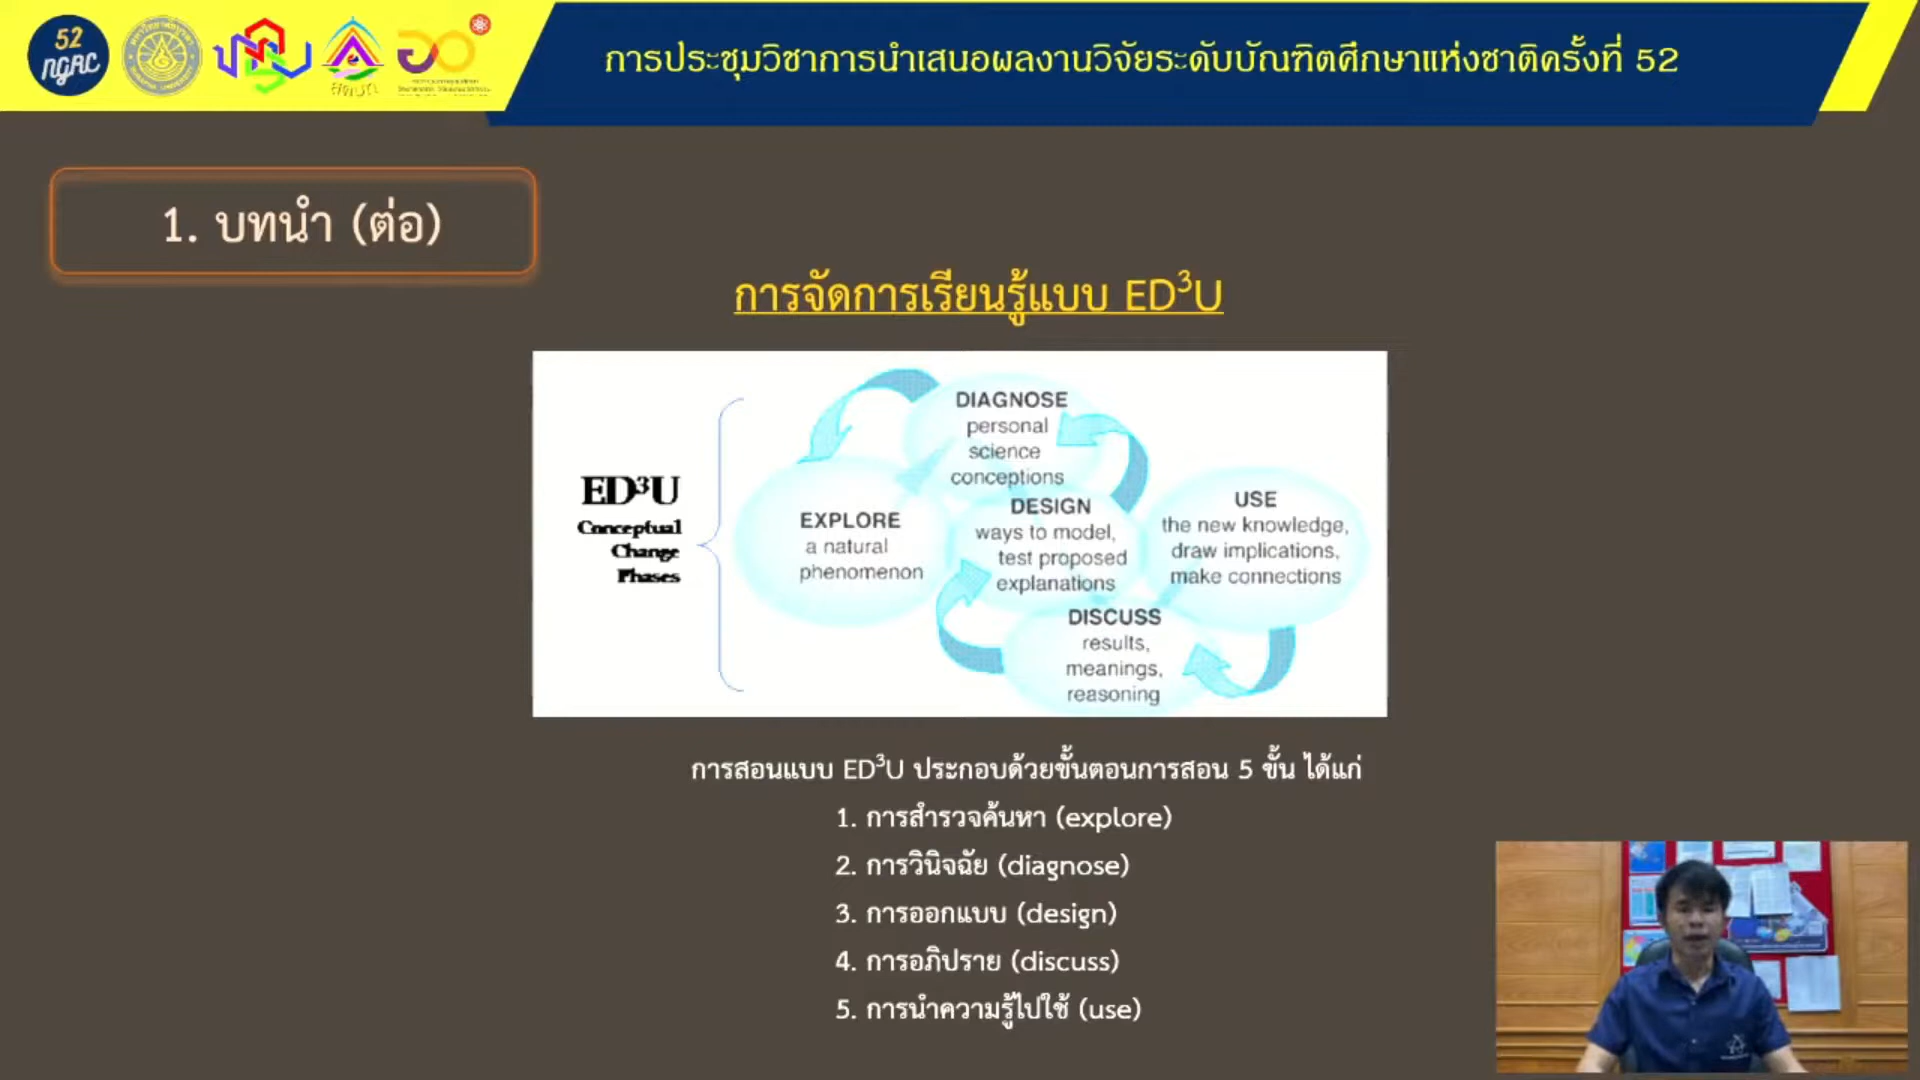 52
NGRC
การประชุมวิชาการนำเสนอผลงานวิจัยระดับบัณฑิตศึกษาแห่งชาติครั้งที่ 52
1. บทนำ (ต่อ)
การจัดการเรียนรู้แบบ ED³U
ED³U
Conceptual
Change
Phases
DIAGNOSE
personal
science
conceptions
EXPLORE
a natural
phenomenon
DESIGN
ways to model,
test proposed
explanations
USE
the new knowledge,
draw implications,
make connections
DISCUSS
results,
meanings,
reasoning
การสอนแบบ ED³U ประกอบด้วยขั้นตอนการสอน 5 ขั้น ได้แก่
1. การสำรวจค้นหา (explore)
2. การวินิจฉัย (diagnose)
3. การออกแบบ (design)
4. การอภิปราย (discuss)
5. การนำความรู้ไปใช้ (use)